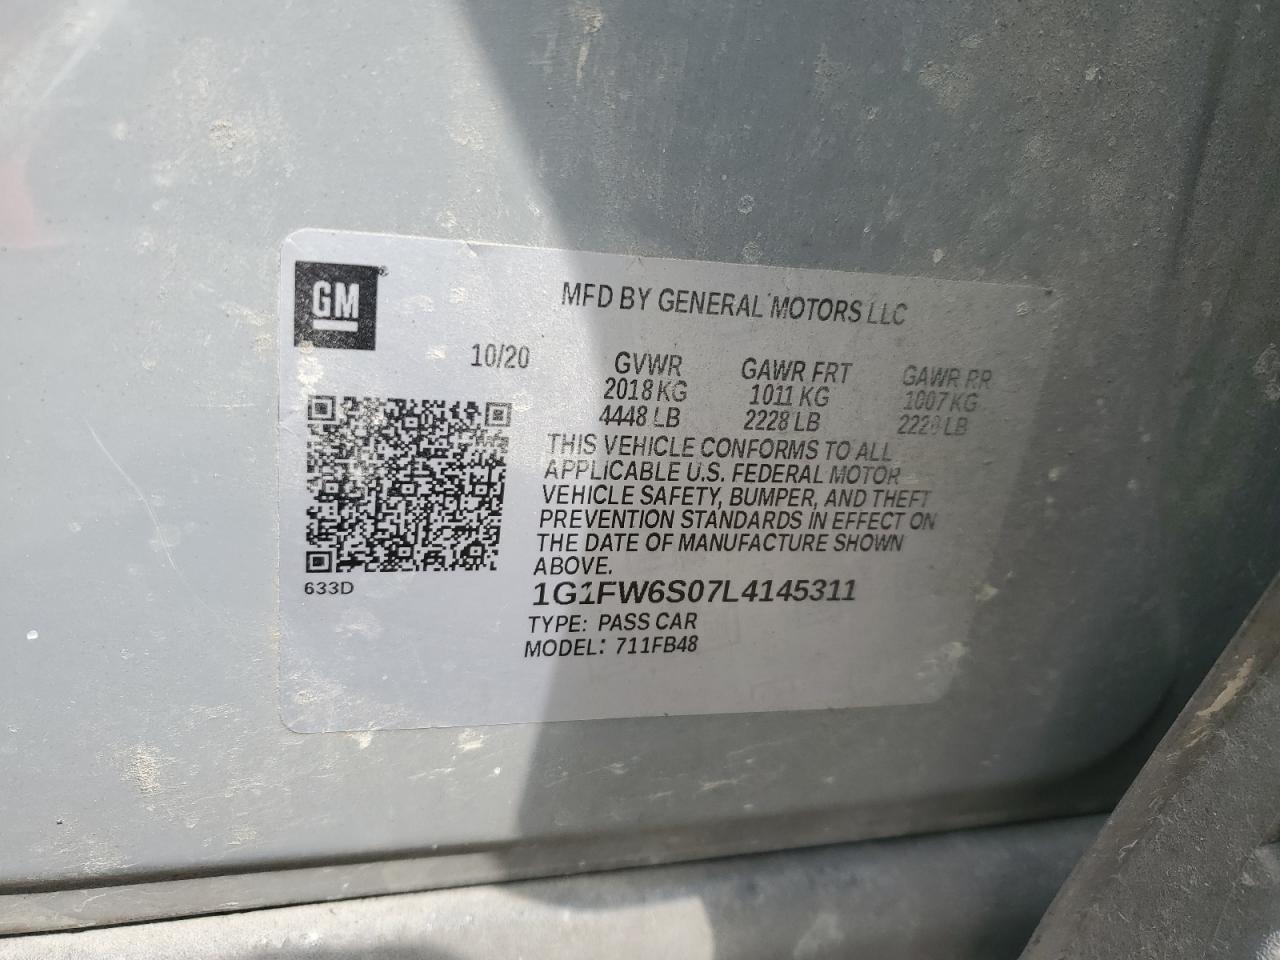 GM
MFD BY GENERAL MOTORS LLC
10/20 GVWR GAWR FRT GAWR RR
2018 KG 1011 KG 1007 KG
4448 LB 2228 LB LB
THIS VEHICLE CONFORMS TO ALL
APPLICABLE U.S. FEDERAL MOTOR
VEHICLE SAFETY, BUMPER, AND THEFT
PREVENTION STANDARDS IN EFFECT ON
THE DATE OF MANUFACTURE SHOWN
ABOVE.
633D
1G1FW6S07L4145311
TYPE: PASS CAR
MODEL: 711FB48